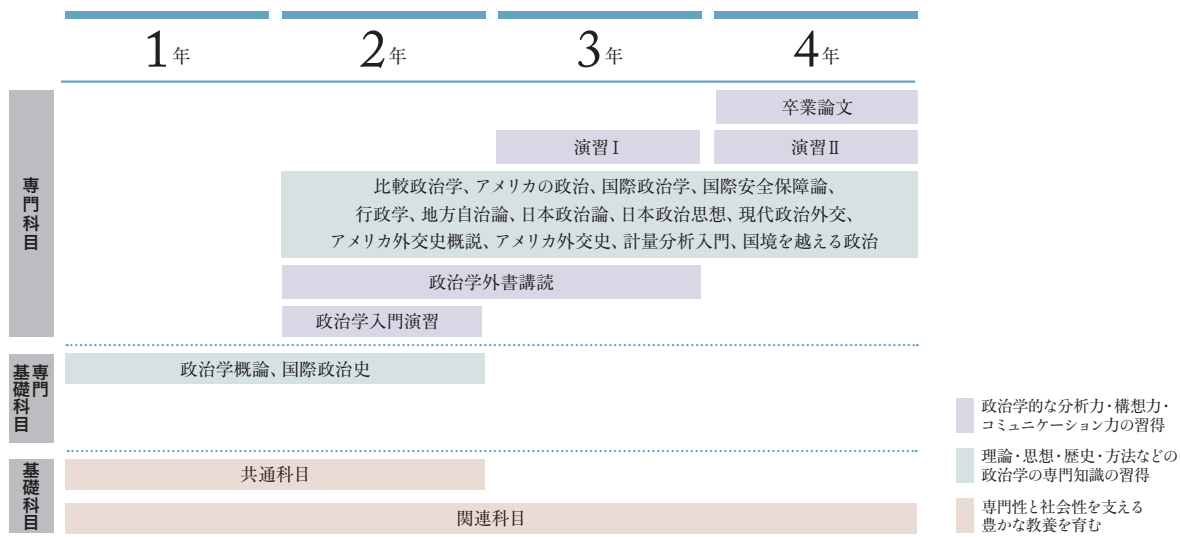 1年
2年
3年
4年
専門科目
卒業論文
演習Ⅰ
演習Ⅱ
比較政治学、アメリカの政治、国際政治学、国際安全保障論、
行政学、地方自治論、日本政治論、日本政治思想、現代政治外交、
アメリカ外交史概説、アメリカ外交史、計量分析入門、国境を越える政治
政治学外書講読
政治学入門演習
専門
基礎科目
政治学概論、国際政治史
基礎科目
共通科目
関連科目
政治学的な分析力・構想力・
コミュニケーション力の習得
理論・思想・歴史・方法などの
政治学の専門知識の習得
専門性と社会性を支える
豊かな教養を育む